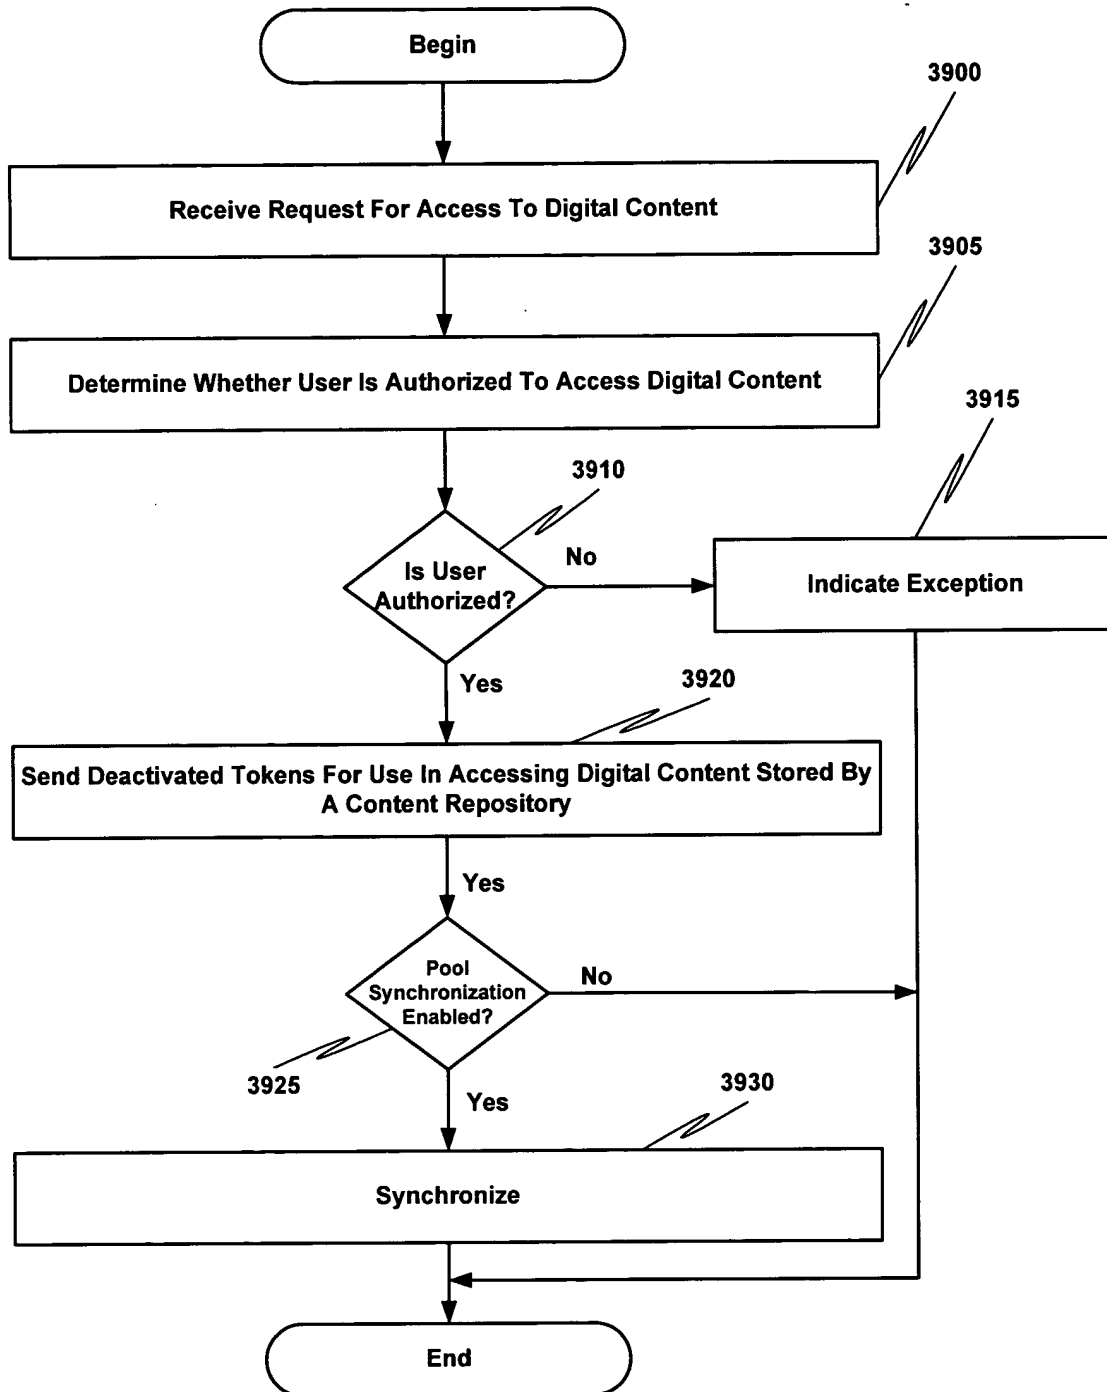 Begin
3900
Receive Request For Access To Digital Content
3905
Determine Whether User Is Authorized To Access Digital Content
3915
3910
No
Is User
Authorized?
Indicate Exception
Yes
3920
Send Deactivated Tokens For Use In Accessing Digital Content Stored By
A Content Repository
Yes
Pool
Synchronization
Enabled?
No
3925
3930
Yes
Synchronize
End